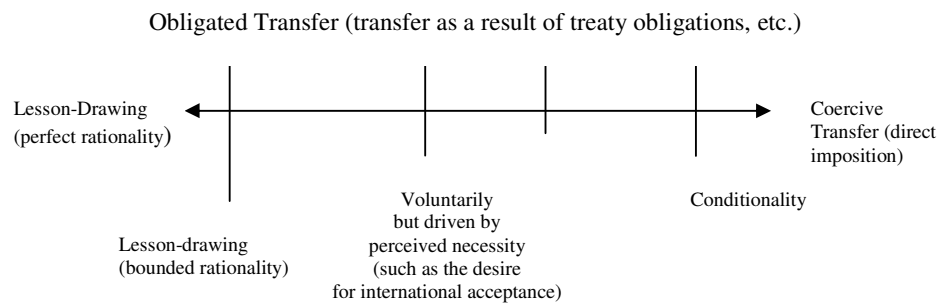 Obligated Transfer (transfer as a result of treaty obligations, etc.)
Lesson-Drawing
(perfect rationality)
Coercive
Transfer (direct
imposition)
Lesson-drawing
(bounded rationality)
Voluntarily
but driven by
perceived necessity
(such as the desire
for international acceptance)
Conditionality